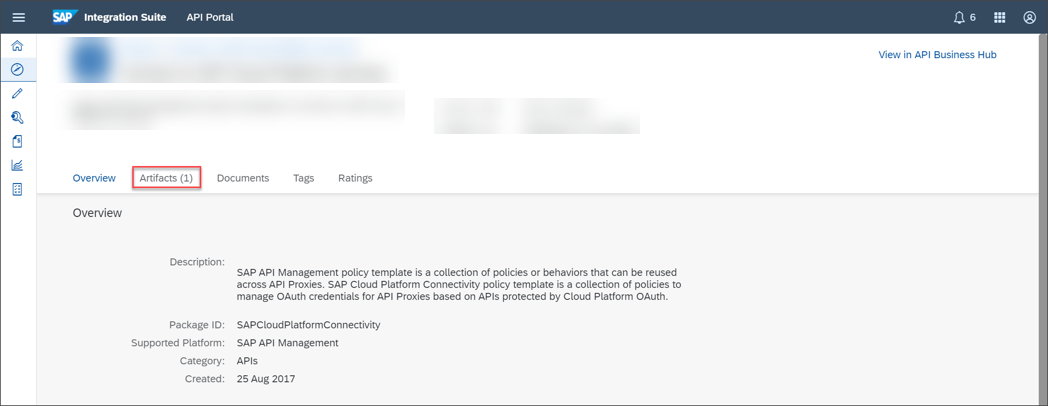 SAP Integration Suite API Portal 6
View in API Business Hub
Overview Artifacts (1) Documents Tags Ratings
Overview
Description:
SAP API Management policy template is a collection of policies or behaviors that can be reused
across API Proxies. SAP Cloud Platform Connectivity policy template is a collection of policies to
manage OAuth credentials for API Proxies based on APIs protected by Cloud Platform OAuth.
Package ID: SAPCloudPlatformConnectivity
Supported Platform: SAP API Management
Category: APIs
Created: 25 Aug 2017